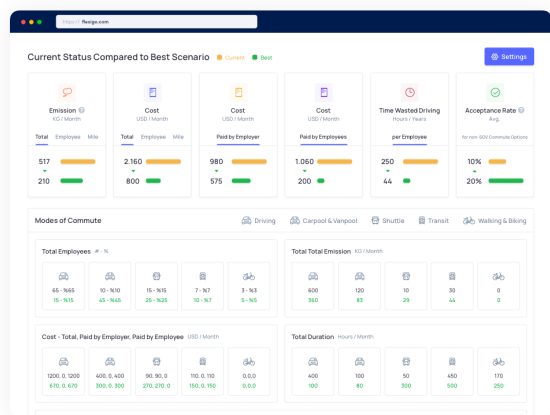 https:// flexigo.com
Current Status Compared to Best Scenario Current Best Settings
Emission
KG / Month
Total Employee Mile
517
210
Cost
USD / Month
Total Employee Mile
2.160
800
Cost
USD / Month
Paid by Employer
980
575
Cost
USD / Month
Paid by Employees
1.060
200
Time Wasted Driving
Hours / Years
per Employee
250
44
Acceptance Rate
Avg.
for non-SOV Commute Options
10%
20%
Modes of Commute Driving Carpool & Vanpool Shuttle Transit Walking & Biking
Total Employees # - %
65 - %65 10 - %10 15 - %15 7 - %7 3 - %3
15 - %15 45 - %45 25 - %25 10 - %7 5 - %5
Total Total Emission KG / Month
600 120 10 30 0
360 83 29 44 0
Cost - Total, Paid by Employer, Paid by Employee USD / Month
1200, 0, 1200 400, 0, 400 90, 90, 0 110, 0, 110 0,0,0
670, 0, 670 300, 0, 300 270, 270, 0 150, 0, 150 0,0,0
Total Duration Hours / Month
400 100 50 450 170
100 80 300 500 250